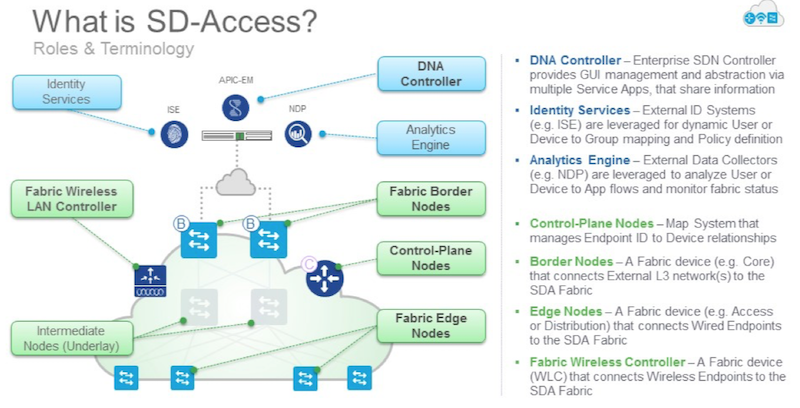 What is SD-Access?
Roles & Terminology
Identity
Services
APIC-EM
DNA
Controller
ISE
NDP
Analytics
Engine
Fabric Wireless
LAN Controller
Fabric Border
Nodes
B
B
Control-Plane
Nodes
C
Intermediate
Nodes (Underlay)
Fabric Edge
Nodes
• DNA Controller – Enterprise SDN Controller
provides GUI management and abstraction via
multiple Service Apps, that share information
• Identity Services – External ID Systems
(e.g. ISE) are leveraged for dynamic User or
Device to Group mapping and Policy definition
• Analytics Engine – External Data Collectors
(e.g. NDP) are leveraged to analyze User or
Device to App flows and monitor fabric status
• Control-Plane Nodes – Map System that
manages Endpoint ID to Device relationships
• Border Nodes – A Fabric device (e.g. Core)
that connects External L3 network(s) to the
SDA Fabric
• Edge Nodes – A Fabric device (e.g. Access
or Distribution) that connects Wired Endpoints
to the SDA Fabric
• Fabric Wireless Controller – A Fabric device
(WLC) that connects Wireless Endpoints to the
SDA Fabric